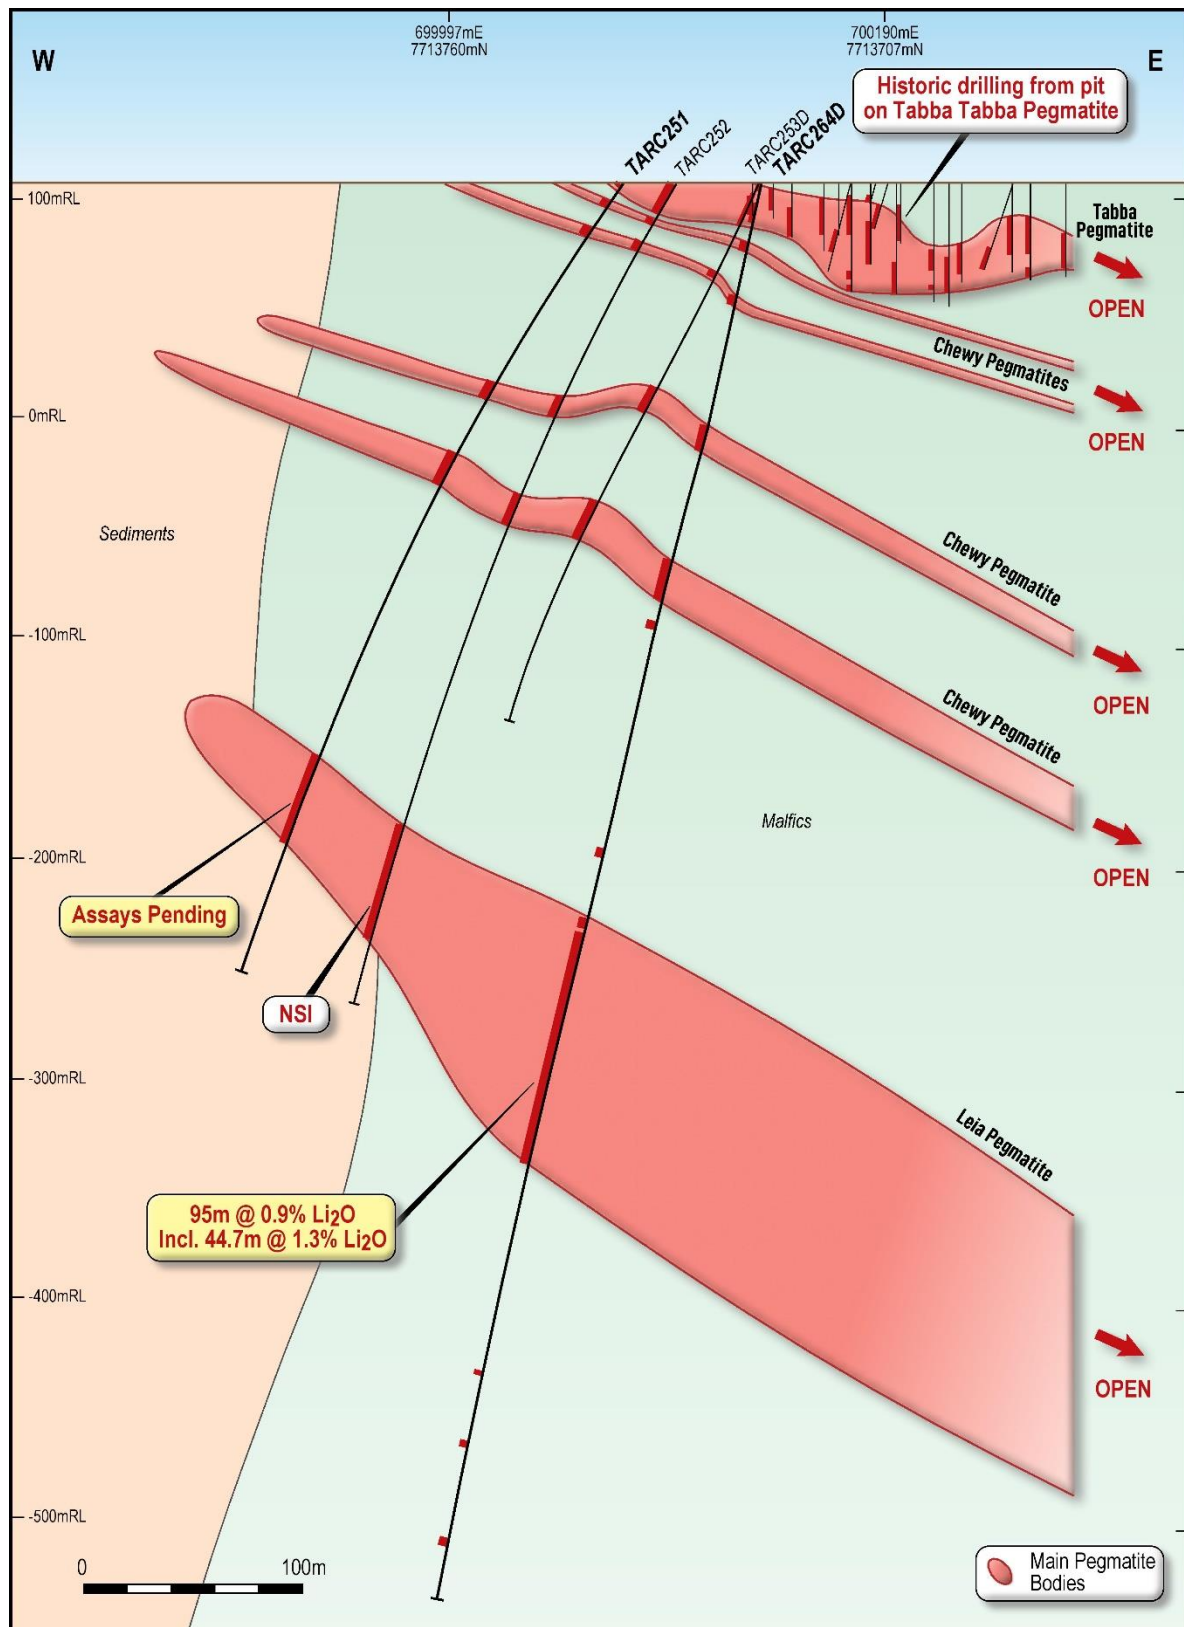 699997mE
7713760mN
700190mE
7713707mN
W
E
Historic drilling from pit
on Tabba Tabba Pegmatite
TARC251
TARC252
TARC253D
TARC264D
100mRL
Tabba
Pegmatite
OPEN
Chewy Pegmatites
OPEN
0mRL
Sediments
Chewy Pegmatite
-100mRL
OPEN
Chewy Pegmatite
Malfics
-200mRL
OPEN
Assays Pending
NSI
-300mRL
Leia Pegmatite
95m @ 0.9% Li₂O
Incl. 44.7m @ 1.3% Li₂O
-400mRL
OPEN
-500mRL
0
100m
Main Pegmatite
Bodies